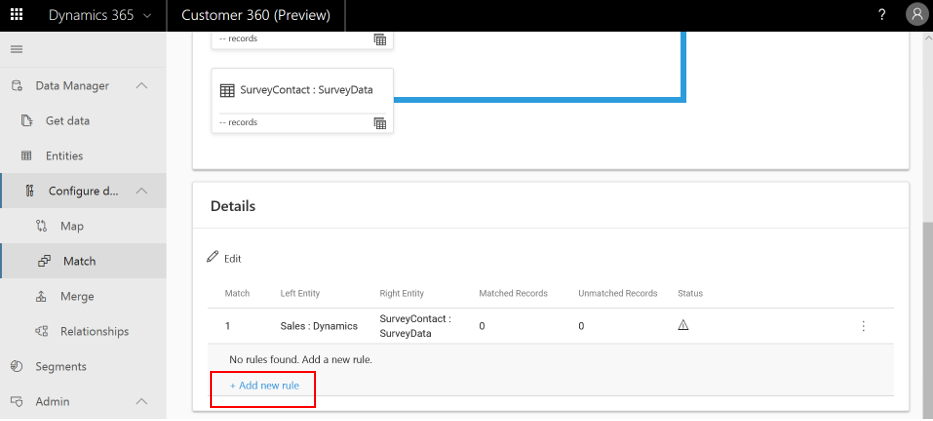 Dynamics 365 Customer 360 (Preview) ?
-- records
SurveyContact : SurveyData
-- records
Data Manager
Get data
Entities
Configure d...
Map
Match
Merge
Relationships
Segments
Admin
Details
Edit
Match Left Entity Right Entity Matched Records Unmatched Records Status
1 Sales : Dynamics SurveyContact : 0 0
SurveyData
No rules found. Add a new rule.
+ Add new rule